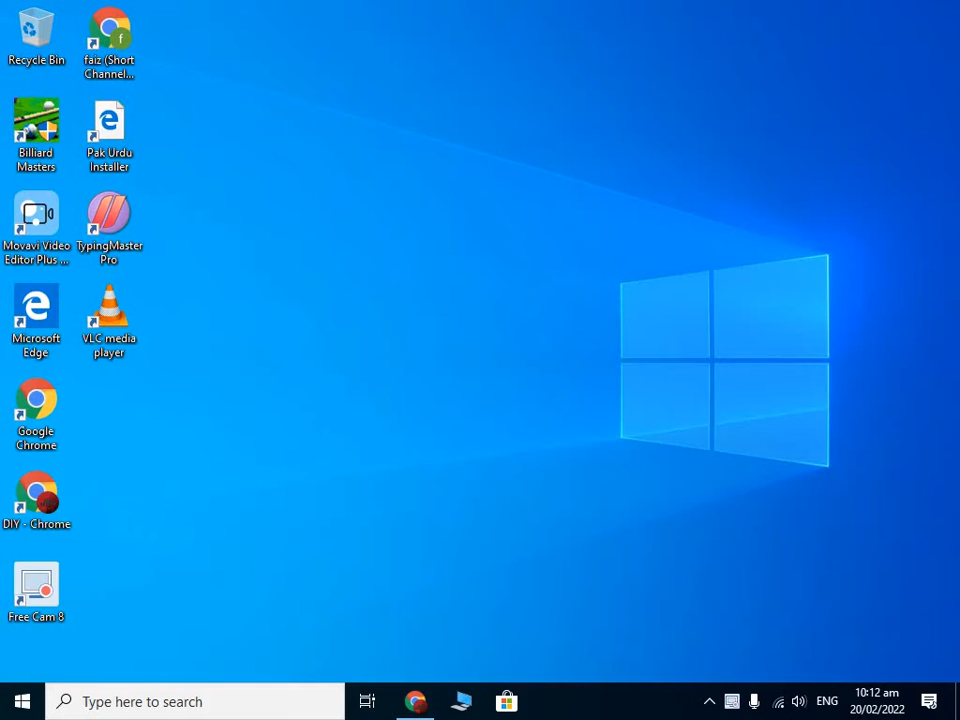 Recycle Bin
faiz (Short
Channel...
Billiard
Masters
Pak Urdu
Installer
Movavi Video
Editor Plus ...
TypingMaster
Pro
Microsoft
Edge
VLC media
player
Google
Chrome
DIY - Chrome
Free Cam 8
Type here to search
ENG
10:12 am
20/02/2022